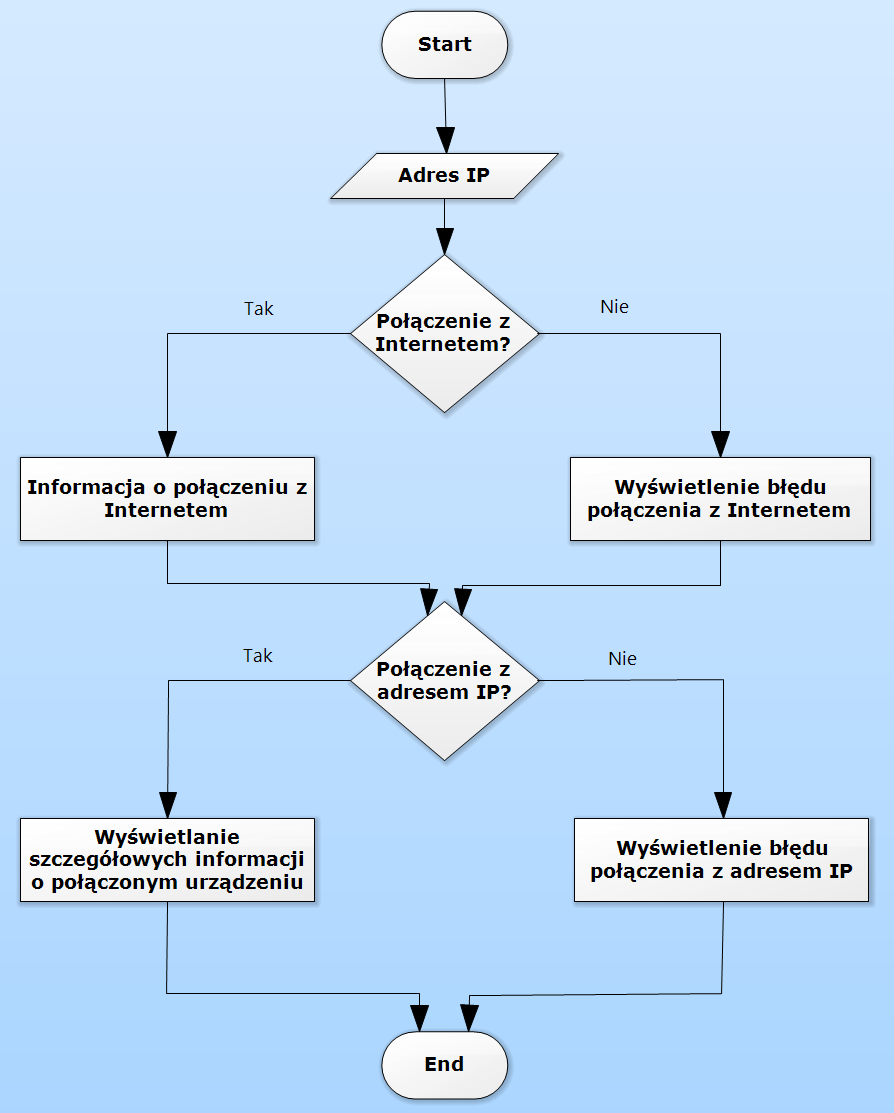 Start
Adres IP
Tak
Nie
Połączenie z
Internetem?
Informacja o połączeniu z
Internetem
Wyświetlenie błędu
połączenia z Internetem
Tak
Nie
Połączenie z
adresem IP?
Wyświetlanie
szczegółowych informacji
o połączonym urządzeniu
Wyświetlenie błędu
połączenia z adresem IP
End